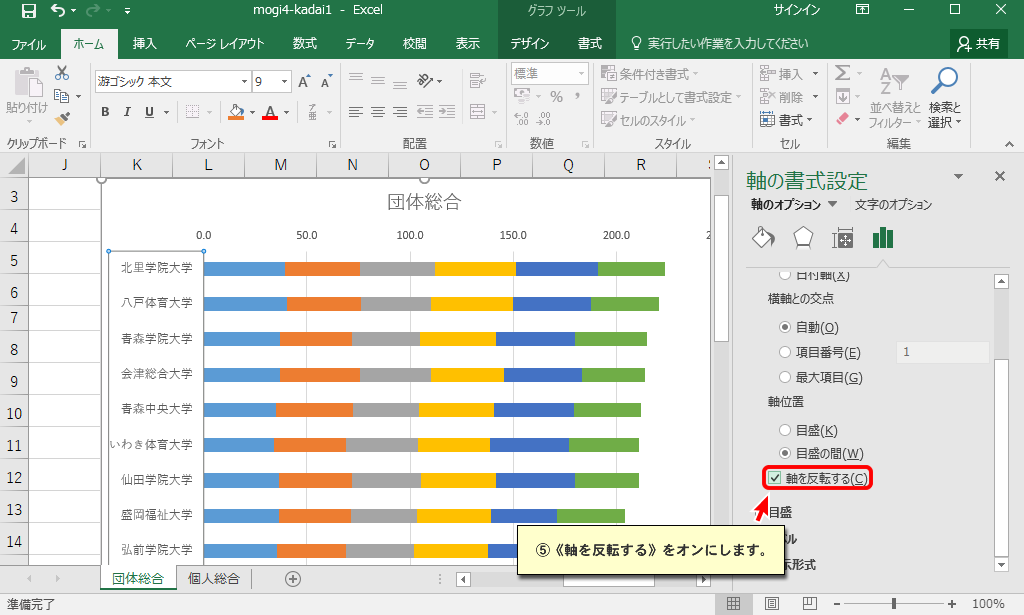 mogi4-kadai1 - Excel
グラフ ツール
サインイン
ファイル ホーム 挿入 ページ レイアウト 数式 データ 校閲 表示 デザイン 書式 実行したい作業を入力してください 共有
貼り付け
クリップボード
游ゴシック 本文 9
A A
B I U A
フォント
配置
標準
% ,
数値
条件付き書式
テーブルとして書式設定
セルのスタイル
スタイル
挿入
削除
書式
セル
並べ替えと
フィルター
検索と
選択
編集
J K L M N O P Q R
3
4
5
6
7
8
9
10
11
12
13
14
団体総合
0.0 50.0 100.0 150.0 200.0
北里学院大学
八戸体育大学
青森学院大学
会津総合大学
青森中央大学
いわき体育大学
仙田学院大学
盛岡福祉大学
弘前学院大学
軸の書式設定
軸のオプション 文字のオプション
日付軸(X)
横軸との交点
自動(O)
項目番号(E) 1
最大項目(G)
軸位置
目盛(K)
目盛の間(W)
軸を反転する(C)
目盛
⑤《軸を反転する》をオンにします。
団体総合 個人総合
準備完了
100%